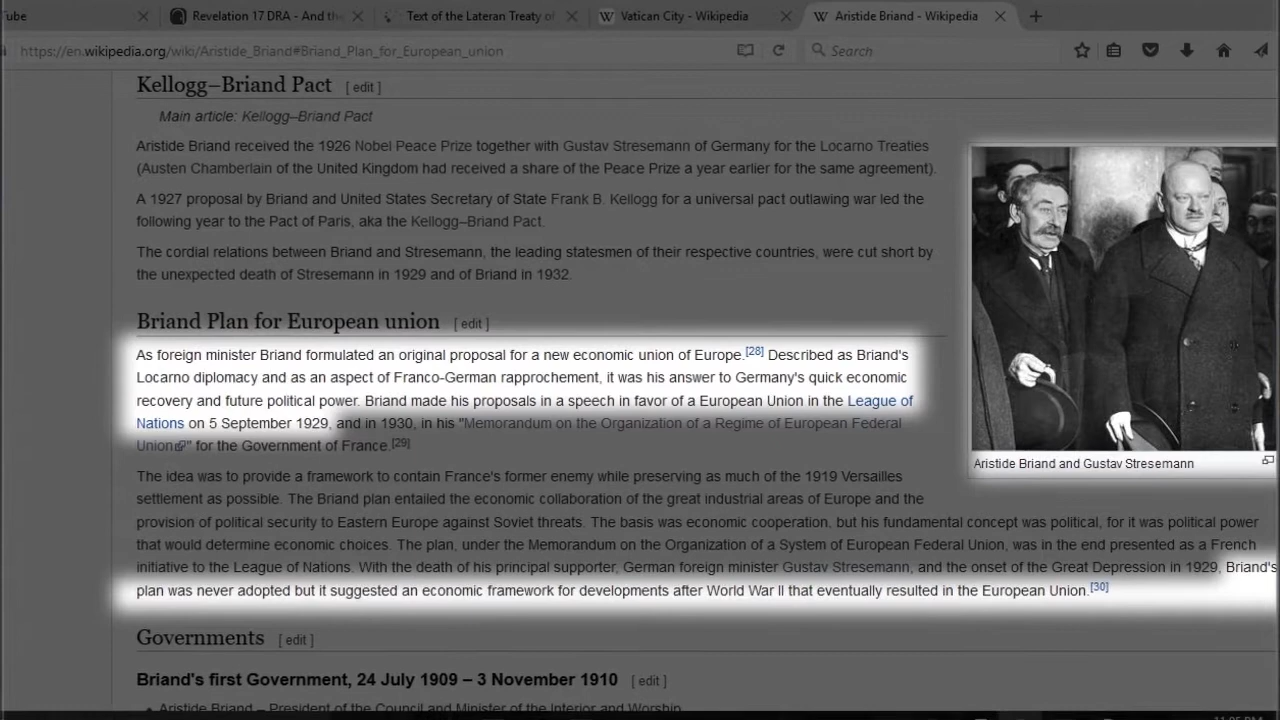 Tube
Revelation 17 DRA - And the
Text of the Lateran Treaty of
Vatican City - Wikipedia
Aristide Briand - Wikipedia
https://en.wikipedia.org/wiki/Aristide_Briand#Briand_Plan_for_European_union
Search
Kellogg–Briand Pact [ edit ]
Main article: Kellogg–Briand Pact
Aristide Briand received the 1926 Nobel Peace Prize together with Gustav Stresemann of Germany for the Locarno Treaties
(Austen Chamberlain of the United Kingdom had received a share of the Peace Prize a year earlier for the same agreement).
A 1927 proposal by Briand and United States Secretary of State Frank B. Kellogg for a universal pact outlawing war led the
following year to the Pact of Paris, aka the Kellogg–Briand Pact.
The cordial relations between Briand and Stresemann, the leading statesmen of their respective countries, were cut short by
the unexpected death of Stresemann in 1929 and of Briand in 1932.
Briand Plan for European union [ edit ]
As foreign minister Briand formulated an original proposal for a new economic union of Europe.[28] Described as Briand's
Locarno diplomacy and as an aspect of Franco-German rapprochement, it was his answer to Germany's quick economic
recovery and future political power. Briand made his proposals in a speech in favor of a European Union in the League of
Nations on 5 September 1929, and in 1930, in his "Memorandum on the Organization of a Regime of European Federal
Union" for the Government of France.[29]
Aristide Briand and Gustav Stresemann
The idea was to provide a framework to contain France's former enemy while preserving as much of the 1919 Versailles
settlement as possible. The Briand plan entailed the economic collaboration of the great industrial areas of Europe and the
provision of political security to Eastern Europe against Soviet threats. The basis was economic cooperation, but his fundamental concept was political, for it was political power
that would determine economic choices. The plan, under the Memorandum on the Organization of a System of European Federal Union, was in the end presented as a French
initiative to the League of Nations. With the death of his principal supporter, German foreign minister Gustav Stresemann, and the onset of the Great Depression in 1929, Briand's
plan was never adopted but it suggested an economic framework for developments after World War II that eventually resulted in the European Union.[30]
Governments [ edit ]
Briand's first Government, 24 July 1909 – 3 November 1910 [ edit ]
Aristide Briand – President of the Council and Minister of the Interior and Worship